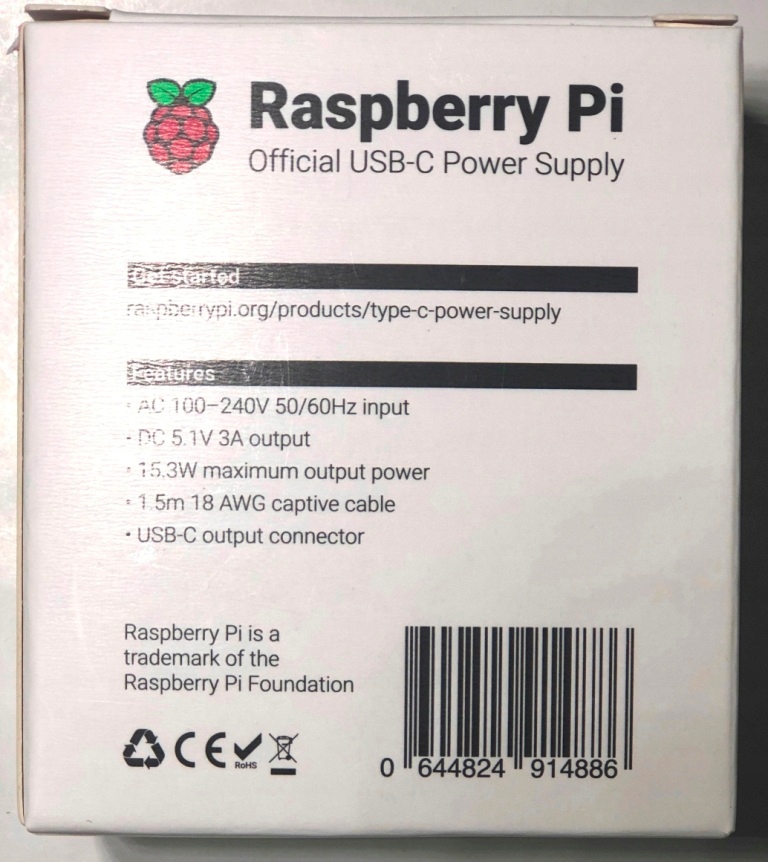 Raspberry Pi
Official USB-C Power Supply
Get started
raspberrypi.org/products/type-c-power-supply
Features
· AC 100–240V 50/60Hz input
· DC 5.1V 3A output
· 15.3W maximum output power
· 1.5m 18 AWG captive cable
· USB-C output connector
Raspberry Pi is a
trademark of the
Raspberry Pi Foundation
CE RoHS
0 644824 914886